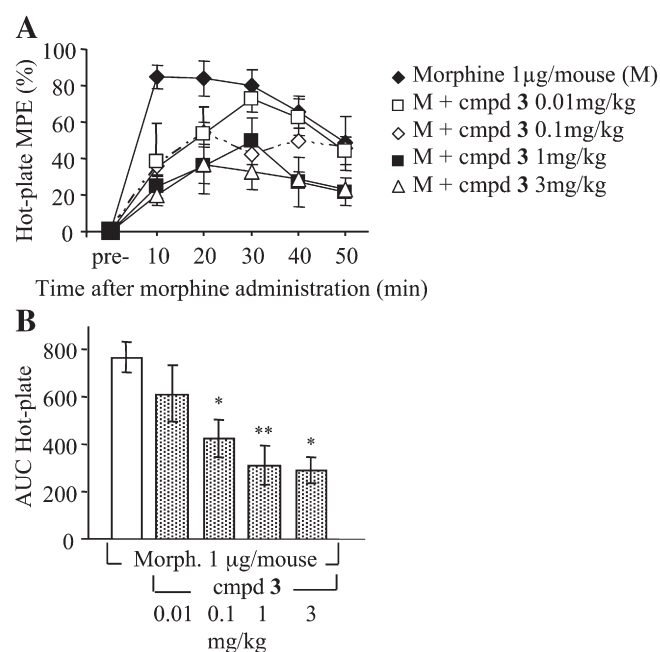 A
100
80
60
40
20
0
Hot-plate MPE (%)
pre- 10 20 30 40 50
Time after morphine administration (min)
Morphine 1µg/mouse (M)
M + cmpd 3 0.01mg/kg
M + cmpd 3 0.1mg/kg
M + cmpd 3 1mg/kg
M + cmpd 3 3mg/kg
B
800
600
400
200
0
AUC Hot-plate
* ** *
Morph. 1 µg/mouse
cmpd 3
0.01 0.1 1 3
mg/kg